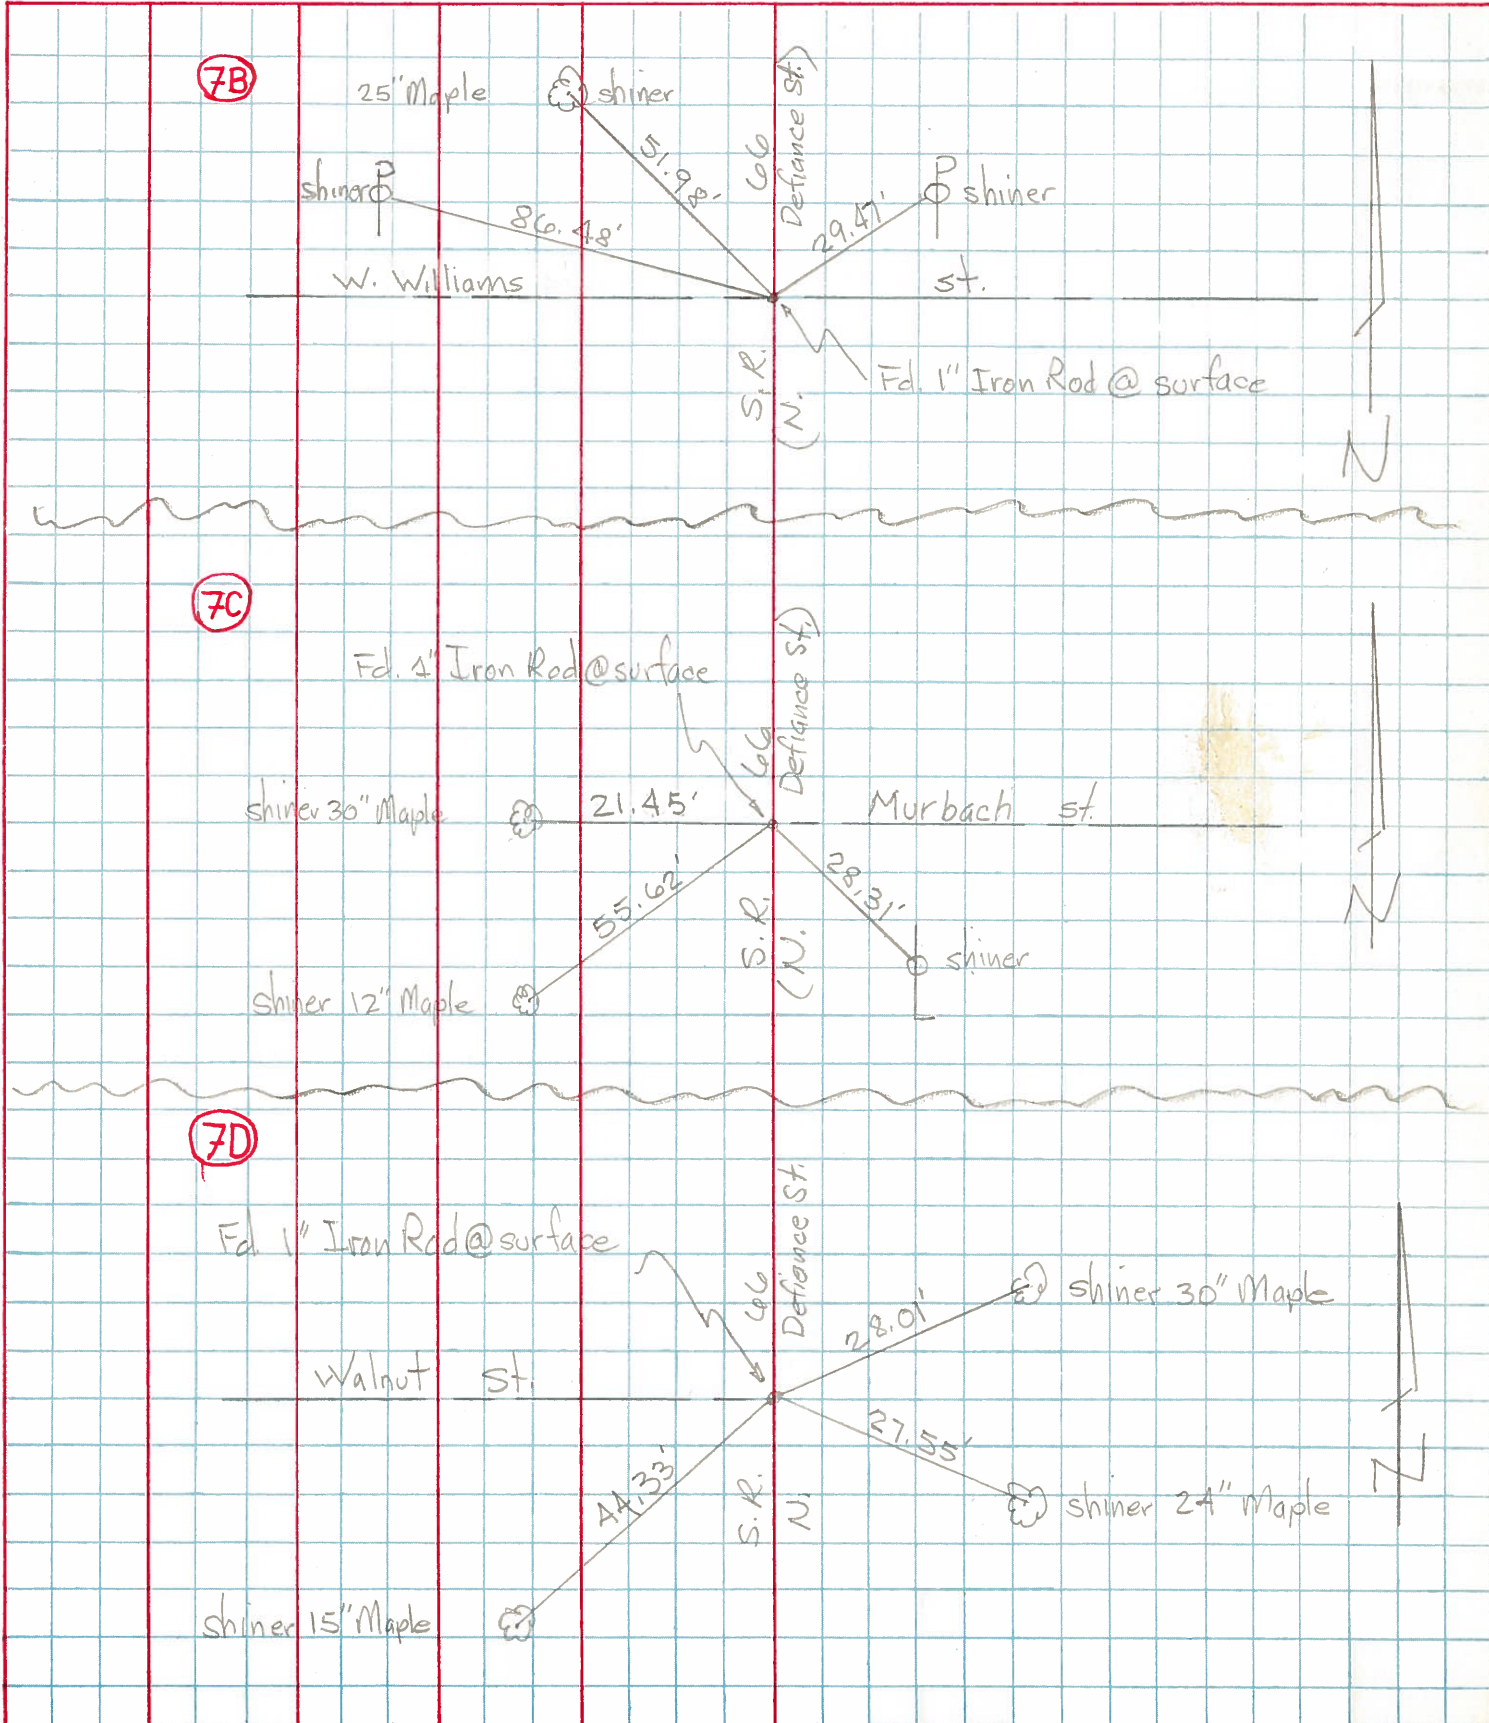 7B
25" Maple shiner
shiner P
51.98'
86.48'
S.R. 66
(N. Defiance St.)
P shiner
29.47'
W. Williams St.
Fd. 1" Iron Rod @ surface
N
7C
Fd. 1" Iron Rod @ surface
S.R. 66
(N. Defiance St.)
shiner 30" Maple
21.45'
Murbach St.
55.62'
28.31'
shiner
shiner 12" Maple
N
7D
Fd. 1" Iron Rod @ surface
S.R. 66
N. Defiance St.
shiner 30" Maple
28.01'
Walnut St.
27.55'
44.33'
shiner 24" Maple
shiner 15" Maple
N